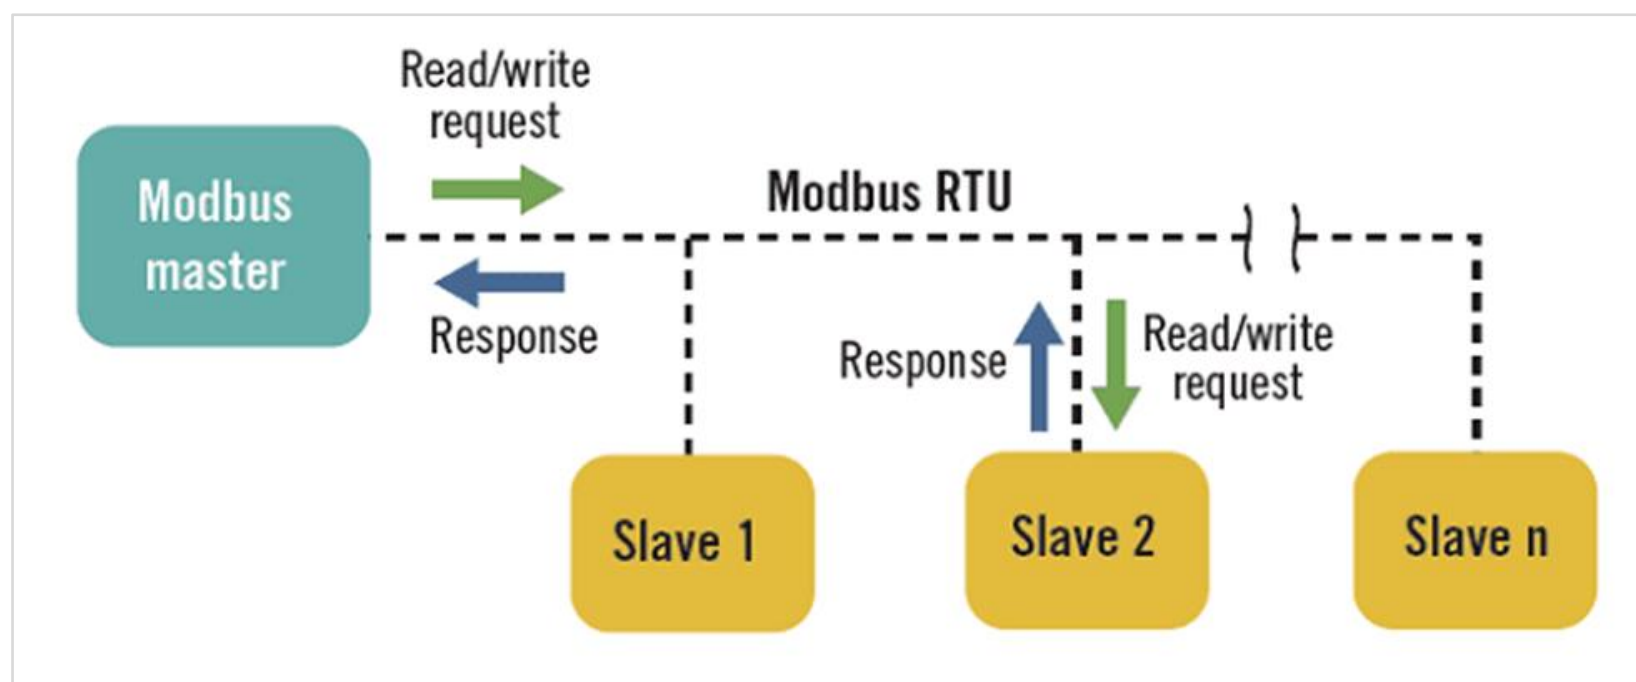 Read/write
request
Modbus
master
Modbus RTU
Response
Response
Read/write
request
Slave 1
Slave 2
Slave n